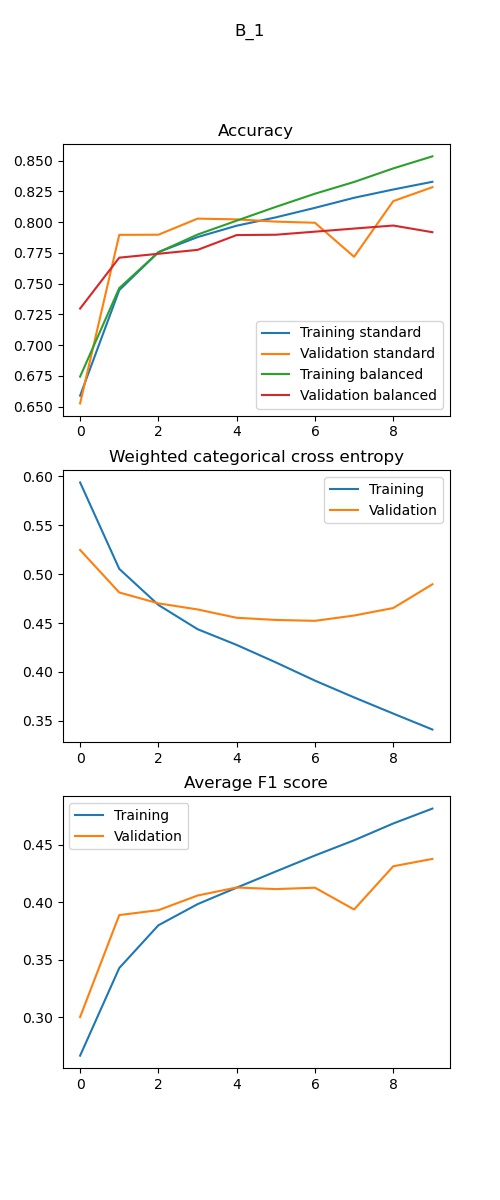 B_1
Accuracy
0.850
0.825
0.800
0.775
0.750
0.725
0.700
0.675
0.650
Training standard
Validation standard
Training balanced
Validation balanced
0 2 4 6 8
Weighted categorical cross entropy
0.60
0.55
0.50
0.45
0.40
0.35
Training
Validation
0 2 4 6 8
Average F1 score
Training
Validation
0.45
0.40
0.35
0.30
0 2 4 6 8